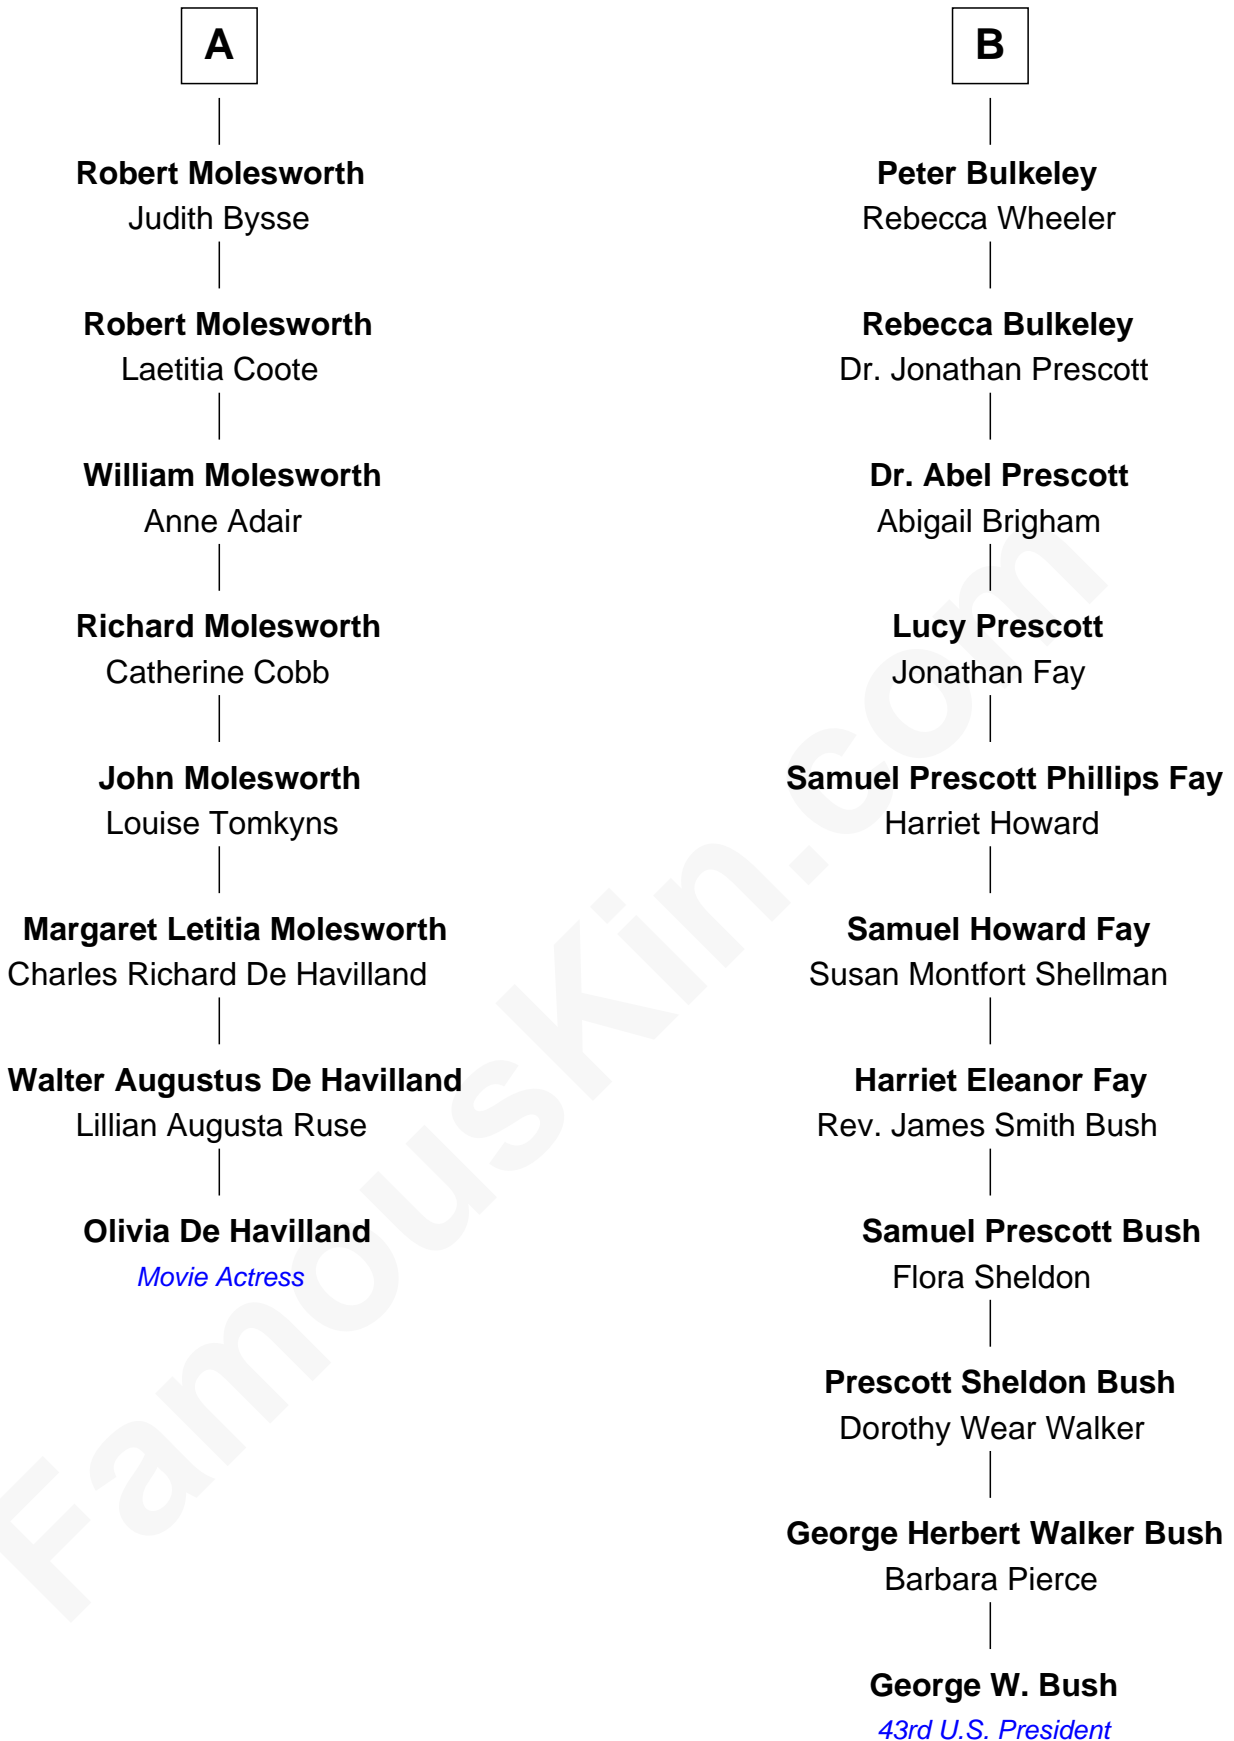 A
Robert Molesworth
Judith Bysse
Robert Molesworth
Laetitia Coote
William Molesworth
Anne Adair
Richard Molesworth
Catherine Cobb
John Molesworth
Louise Tomkyns
Margaret Letitia Molesworth
Charles Richard De Havilland
Walter Augustus De Havilland
Lillian Augusta Ruse
Olivia De Havilland
Movie Actress
B
Peter Bulkeley
Rebecca Wheeler
Rebecca Bulkeley
Dr. Jonathan Prescott
Dr. Abel Prescott
Abigail Brigham
Lucy Prescott
Jonathan Fay
Samuel Prescott Phillips Fay
Harriet Howard
Samuel Howard Fay
Susan Montfort Shellman
Harriet Eleanor Fay
Rev. James Smith Bush
Samuel Prescott Bush
Flora Sheldon
Prescott Sheldon Bush
Dorothy Wear Walker
George Herbert Walker Bush
Barbara Pierce
George W. Bush
43rd U.S. President
FamousKin.com